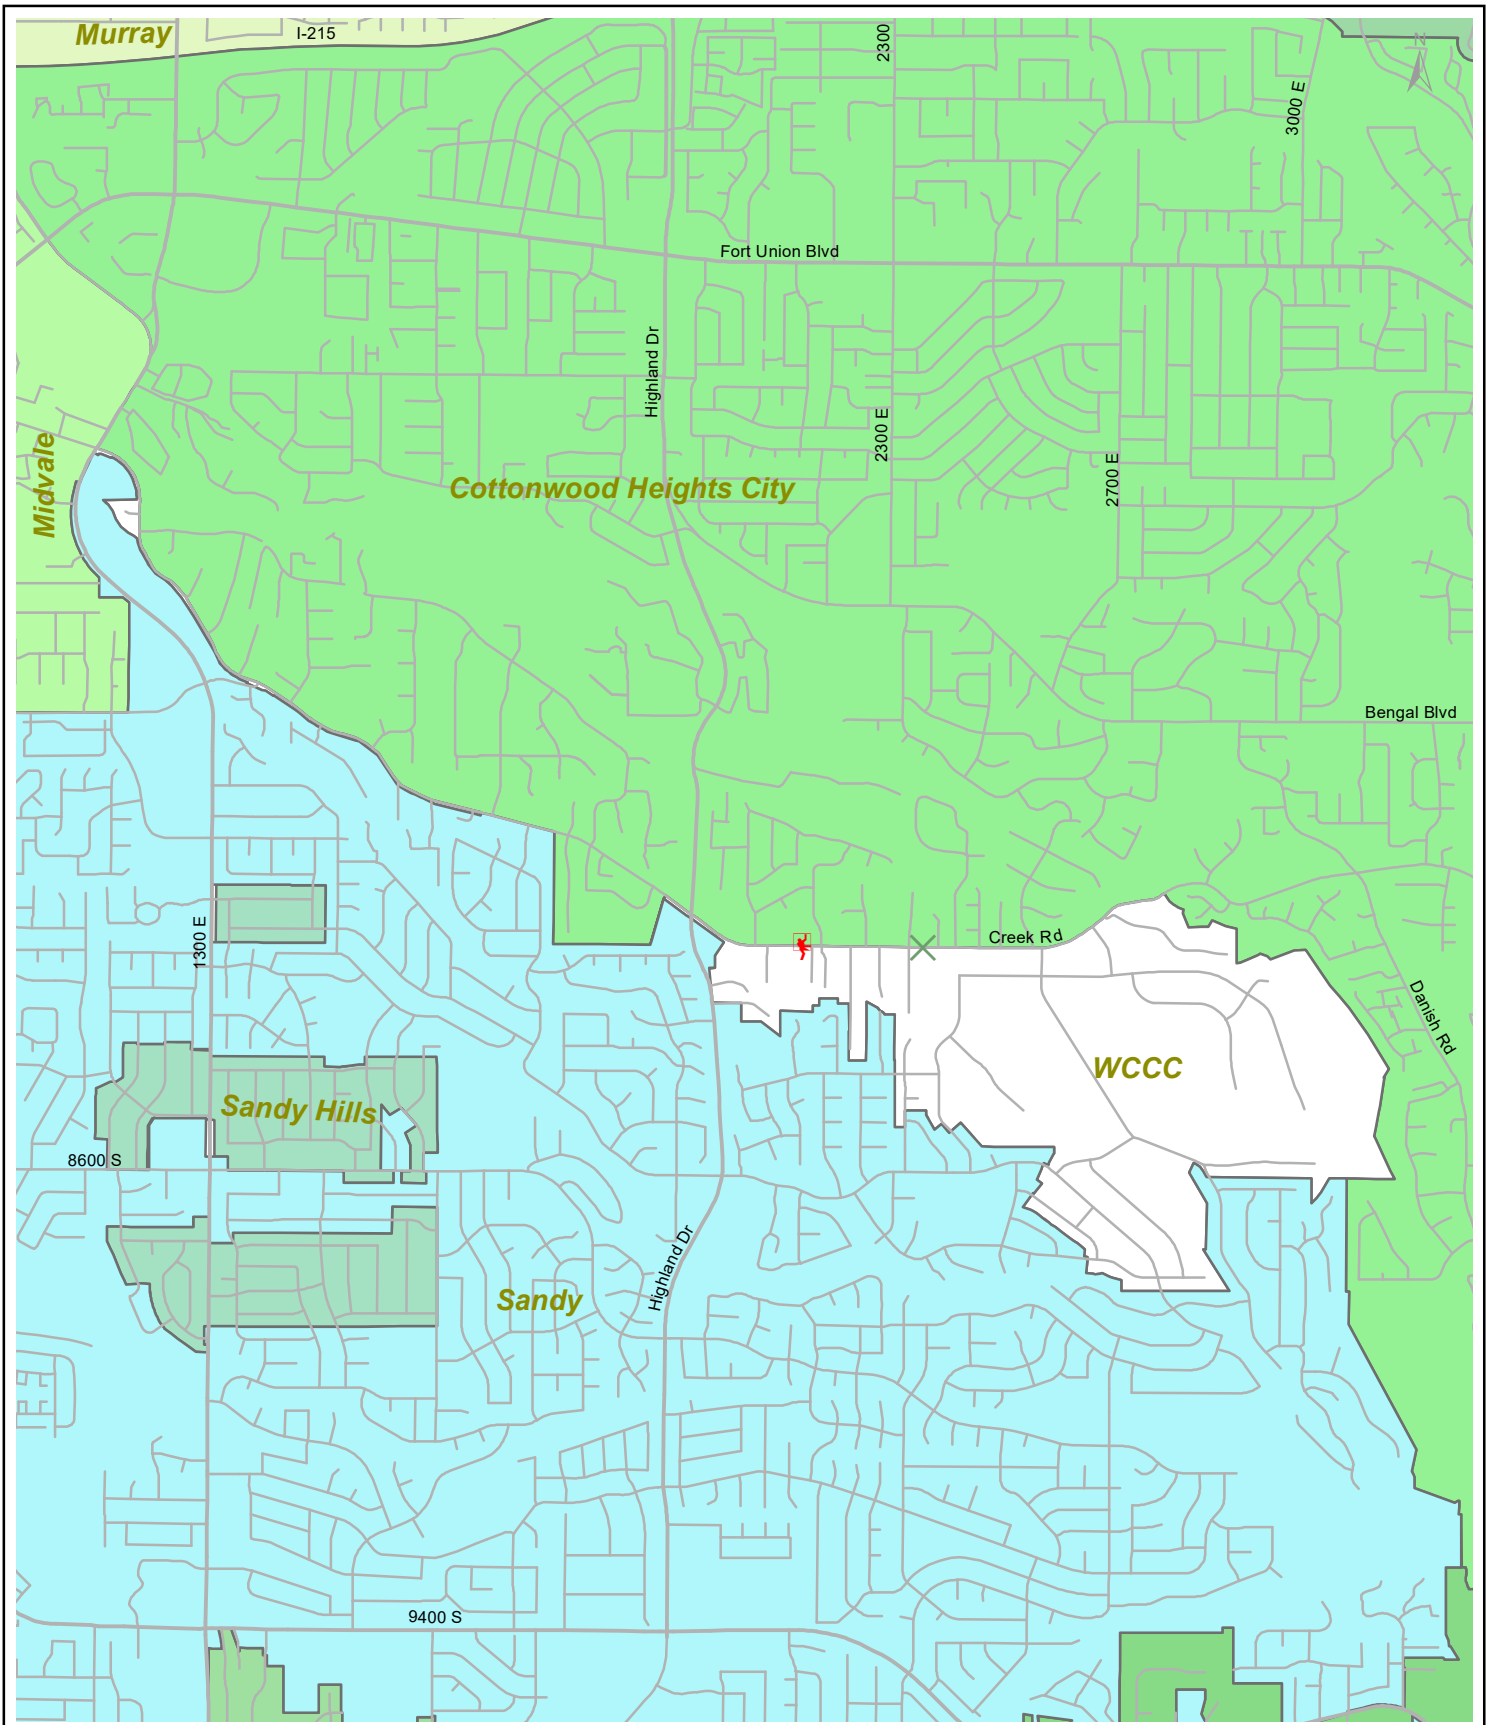 Murray
I-215
2300
N
3000 E
Fort Union Blvd
Highland Dr
2300 E
Midvale
2700 E
Cottonwood Heights City
Bengal Blvd
1300 E
Creek Rd
Danish Rd
WCCC
Sandy Hills
8600 S
Highland Dr
Sandy
9400 S